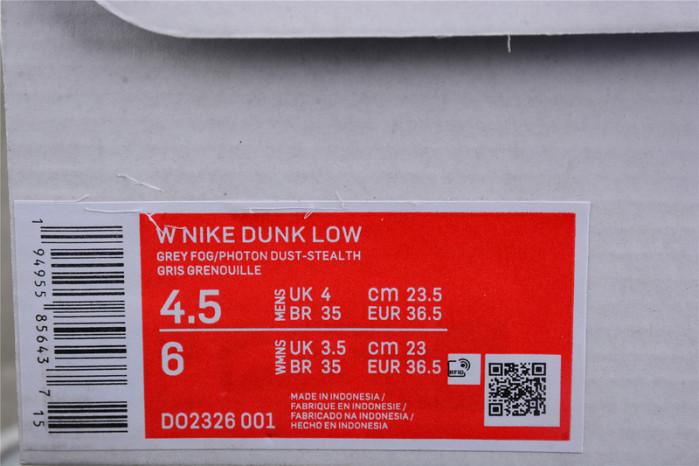 W NIKE DUNK LOW
GREY FOG/PHOTON DUST-STEALTH
GRIS GRENOUILLE
4.5 MENS UK 4 cm 23.5
BR 35 EUR 36.5
6 WMNS UK 3.5 cm 23
BR 35 EUR 36.5
RFID
DO2326 001
MADE IN INDONESIA /
FABRIQUE EN INDONESIE /
FABRICADO NA INDONESIA /
HECHO EN INDONESIA
1 94955 85643 7 15